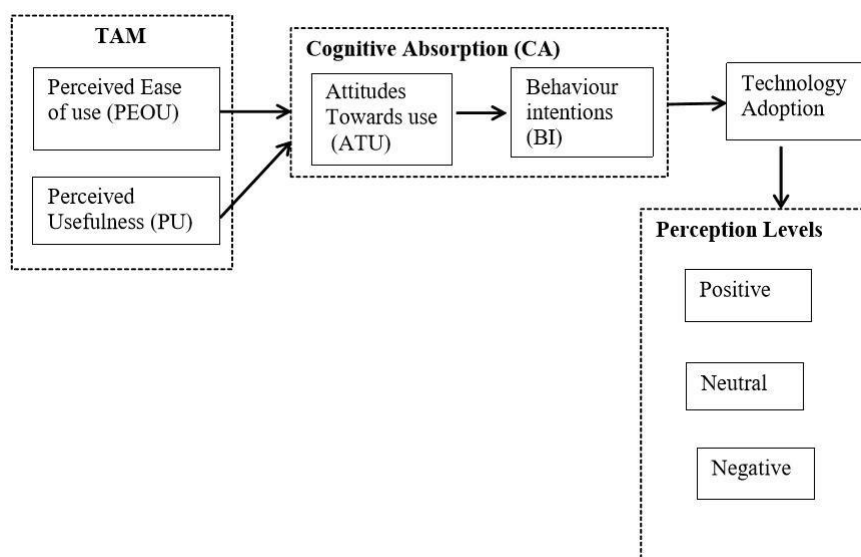 TAM
Perceived Ease
of use (PEOU)
Perceived
Usefulness (PU)
Cognitive Absorption (CA)
Attitudes
Towards use
(ATU)
Behaviour
intentions
(BI)
Technology
Adoption
Perception Levels
Positive
Neutral
Negative